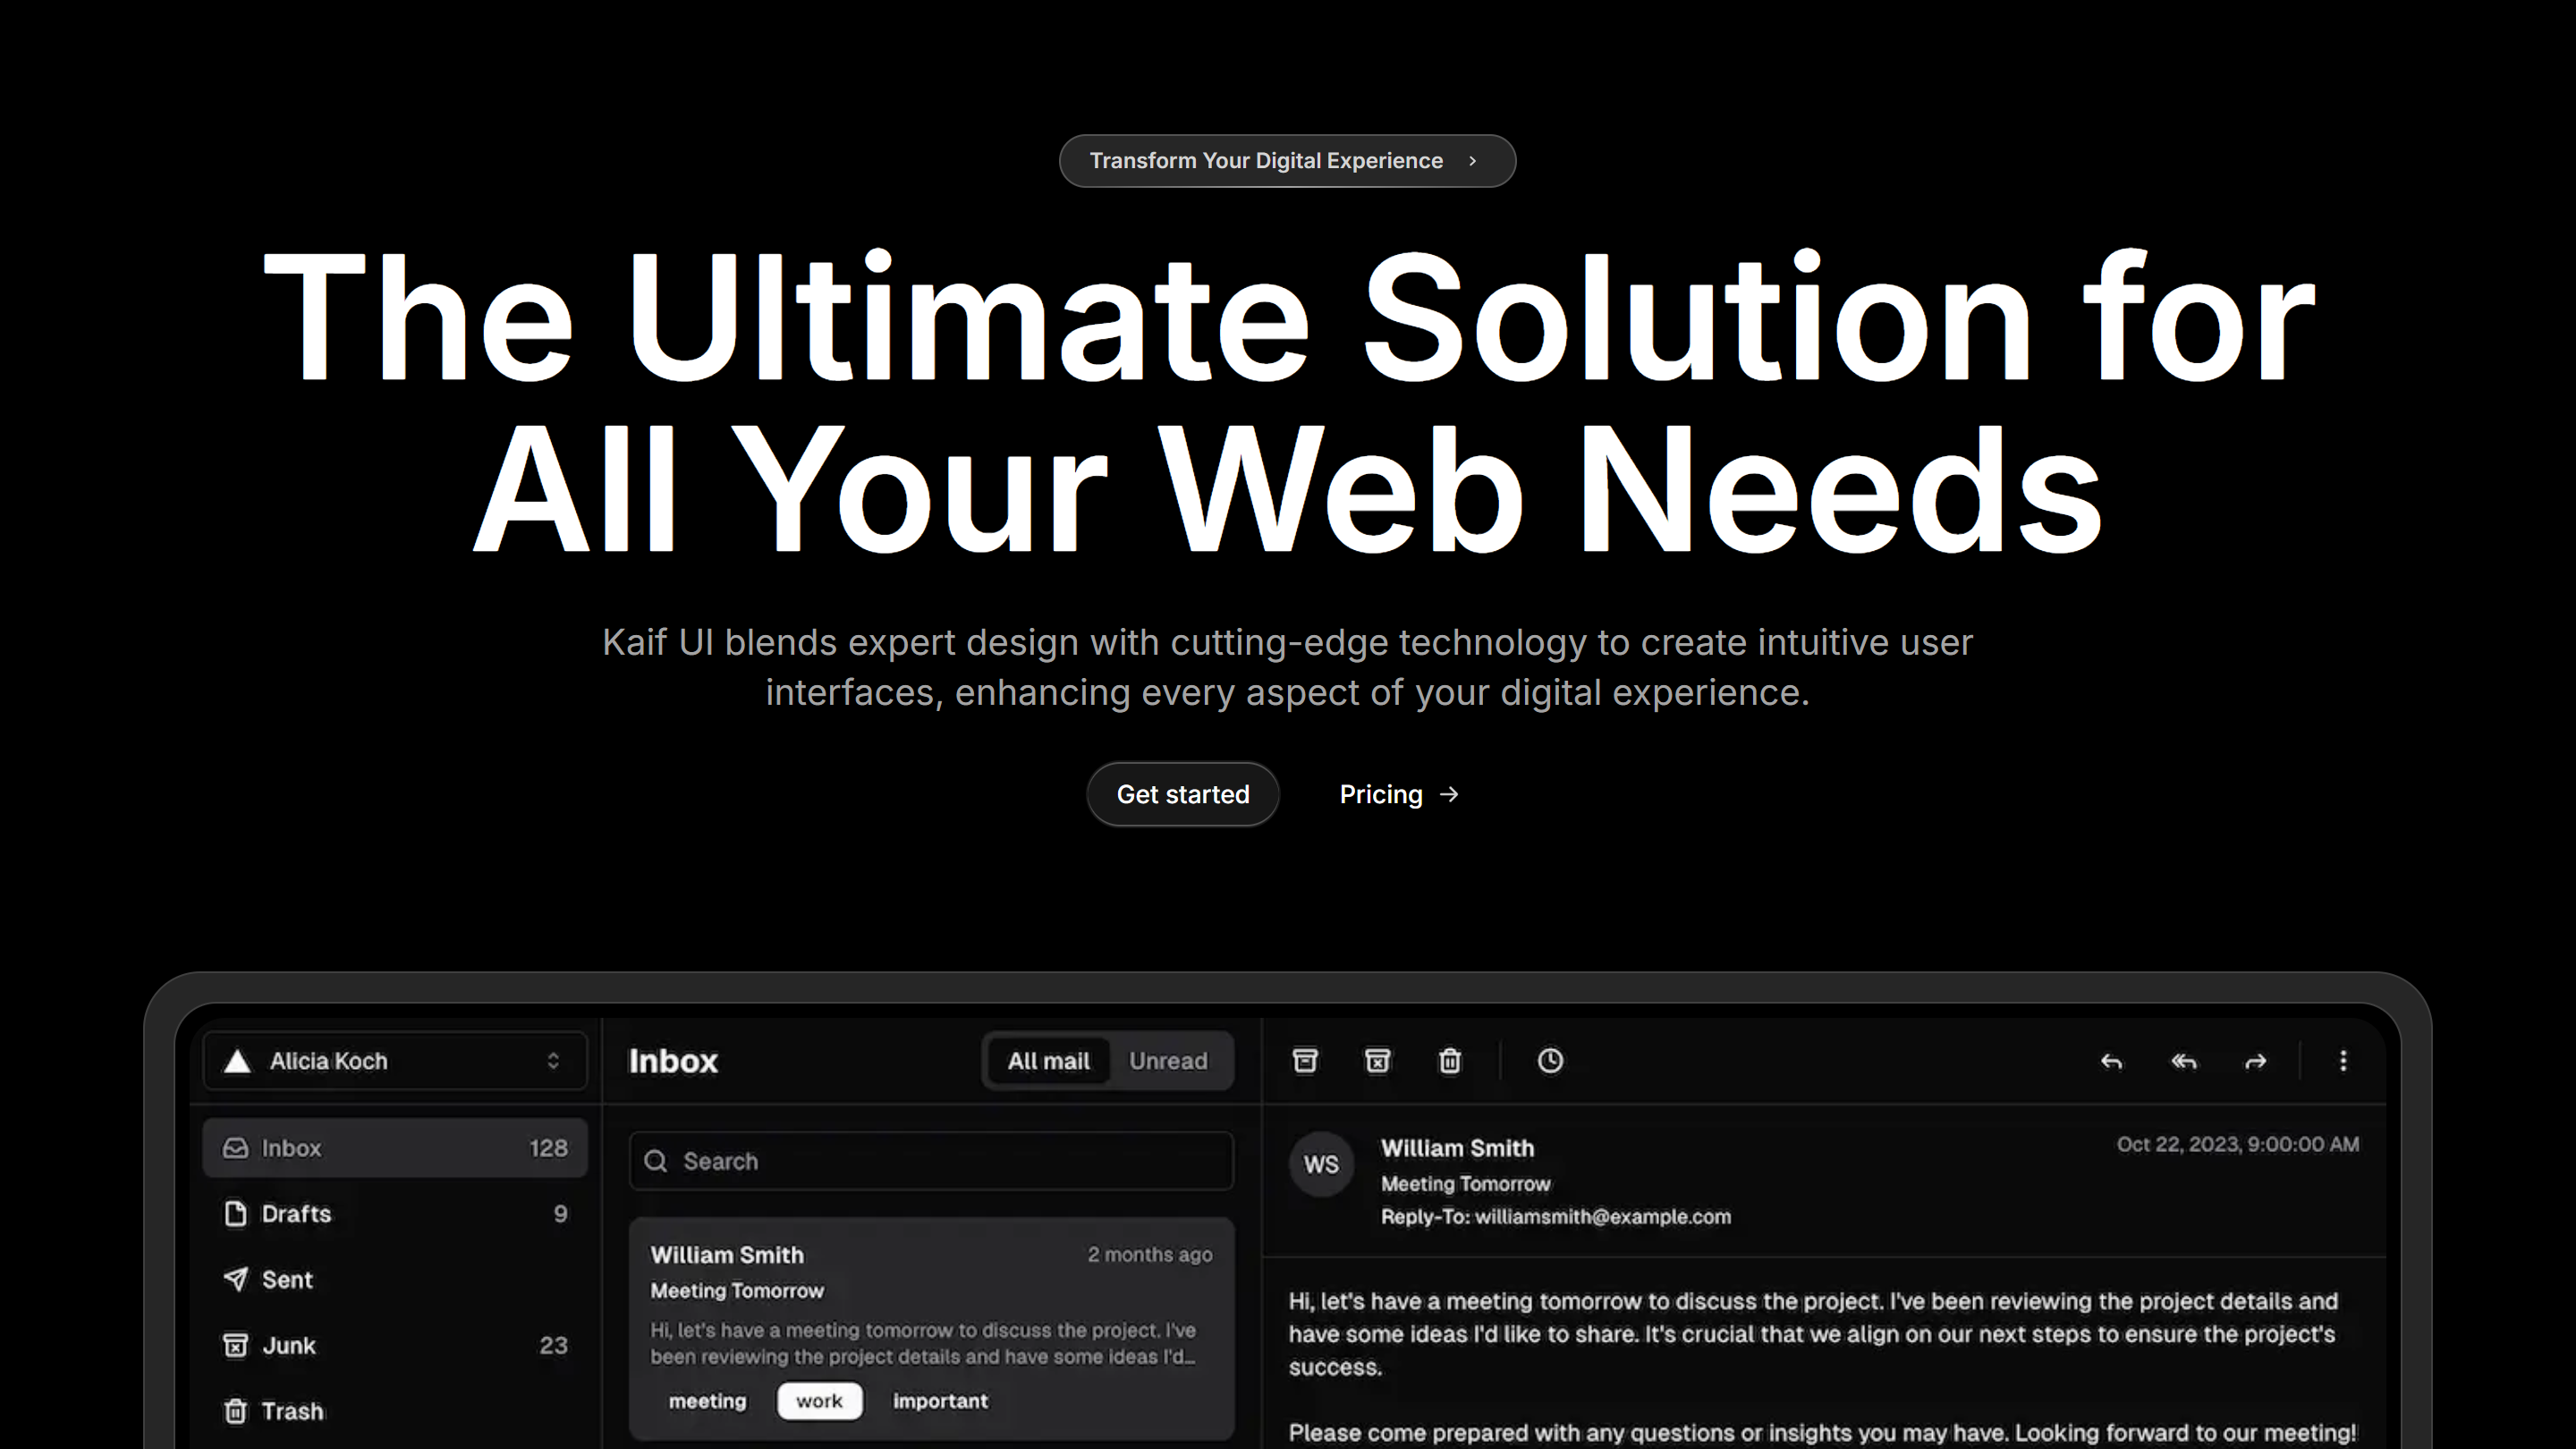 Transform Your Digital Experience
The Ultimate Solution for
All Your Web Needs
Kaif UI blends expert design with cutting-edge technology to create intuitive user
interfaces, enhancing every aspect of your digital experience.
Get started
Pricing
Alicia Koch
Inbox 128
Drafts 9
Sent
Junk 23
Trash
Inbox
All mail Unread
Search
William Smith 2 months ago
Meeting Tomorrow
Hi, let's have a meeting tomorrow to discuss the project. I've
been reviewing the project details and have some ideas I'd...
meeting work important
WS
William Smith Oct 22, 2023, 9:00:00 AM
Meeting Tomorrow
Reply-To: williamsmith@example.com
Hi, let's have a meeting tomorrow to discuss the project. I've been reviewing the project details and
have some ideas I'd like to share. It's crucial that we align on our next steps to ensure the project's
success.
Please come prepared with any questions or insights you may have. Looking forward to our meeting!